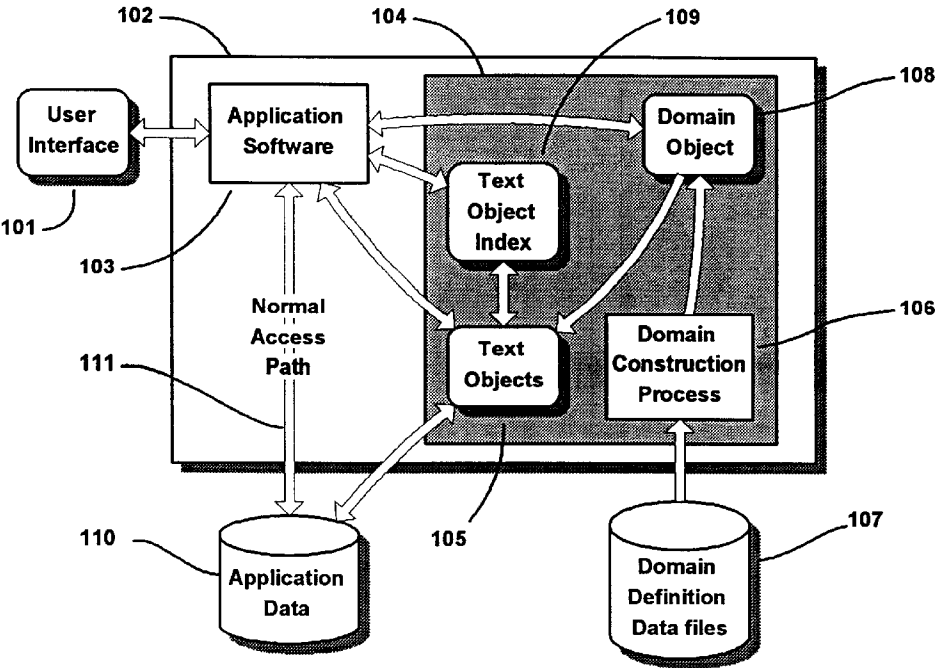 102
104
109
108
User
Interface
Application
Software
Domain
Object
Text
Object
Index
101
103
Normal
Access
Path
106
Domain
Construction
Process
Text
Objects
111
110
105
107
Application
Data
Domain
Definition
Data files